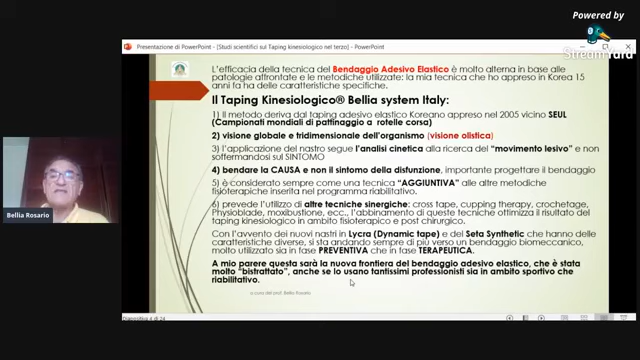 Powered by
StreamYard
Presentazione di PowerPoint - [Studi scientifici sul Taping kinesiologico nel terzo] - PowerPoint
L'efficacia della tecnica del Bendaggio Adesivo Elastico è molto alterna in base alle
patologie affrontate e le metodiche utilizzate: la mia tecnica che ho appreso in Korea 15
anni fa ha delle caratteristiche specifiche.
Il Taping Kinesiologico® Bellia system Italy:
1) Il metodo deriva dal taping adesivo elastico Koreano appreso nel 2005 vicino SEUL
(Campionati mondiali di pattinaggio a rotelle corsa)
2) visione globale e tridimensionale dell'organismo (visione olistica)
3) l'applicazione del nastro segue l'analisi cinetica alla ricerca del "movimento lesivo" e non
soffermandosi sul SINTOMO
4) bendare la CAUSA e non il sintomo della disfunzione, importante progettare il bendaggio
5) è considerato sempre come una tecnica "AGGIUNTIVA" alle altre metodiche
fisioterapiche inserita nel programma riabilitativo.
6) prevede l'utilizzo di altre tecniche sinergiche: cross tape, cupping therapy, crochetage,
Physioblade, moxibustione, ecc., l'abbinamento di queste tecniche ottimizza il risultato del
taping kinesiologico in ambito fisioterapico e post chirurgico.
Con l'avvento dei nuovi nastri in Lycra (Dynamic tape) e del Seta Synthetic che hanno delle
caratteristiche diverse, si sta andando sempre di più verso un bendaggio biomeccanico,
molto utilizzato sia in fase PREVENTIVA che in fase TERAPEUTICA.
A mio parere questa sarà la nuova frontiera del bendaggio adesivo elastico, che è stata
molto "bistrattato", anche se lo usano tantissimi professionisti sia in ambito sportivo che
riabilitativo.
a cura del prof. Bellia Rosario
Diapositiva 4 di 24
Bellia Rosario